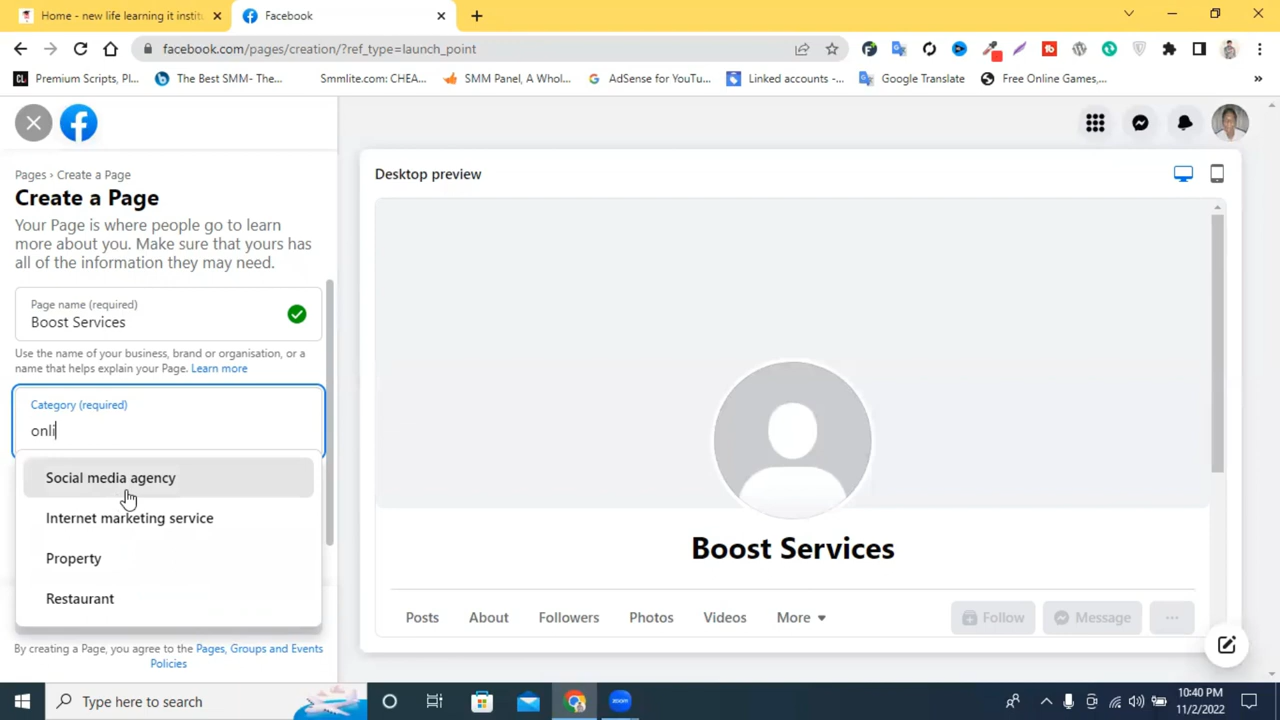 Home - new life learning it instit
Facebook
facebook.com/pages/creation/?ref_type=launch_point
Premium Scripts, Pl...
The Best SMM- The...
Smmlite.com: CHEA...
SMM Panel, A Whol...
AdSense for YouTu...
Linked accounts -...
Google Translate
Free Online Games,...
Pages › Create a Page
Create a Page
Your Page is where people go to learn
more about you. Make sure that yours has
all of the information they may need.
Page name (required)
Boost Services
Use the name of your business, brand or organisation, or a
name that helps explain your Page. Learn more
Category (required)
onli
Social media agency
Internet marketing service
Property
Restaurant
By creating a Page, you agree to the Pages, Groups and Events
Policies
Desktop preview
Boost Services
Posts
About
Followers
Photos
Videos
More
Follow
Message
Type here to search
zoom
10:40 PM
11/2/2022